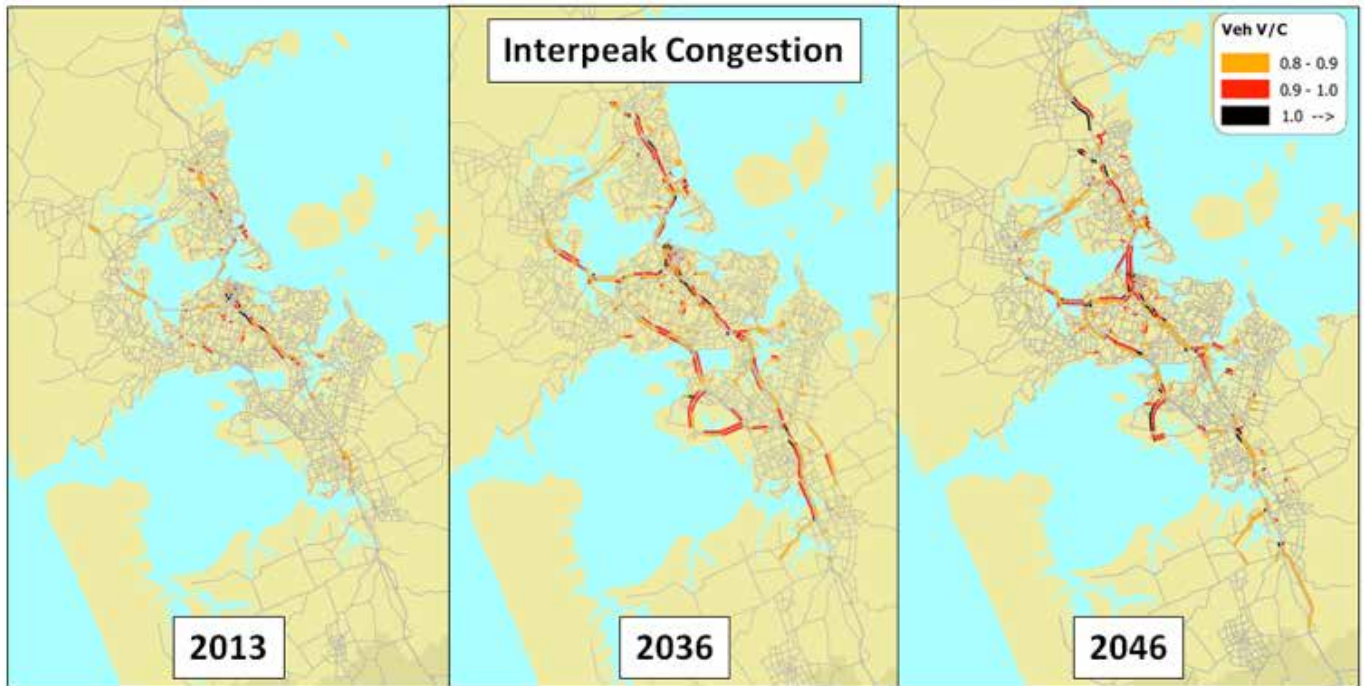 Interpeak Congestion
Veh V/C
0.8 - 0.9
0.9 - 1.0
1.0 -->
2013
2036
2046